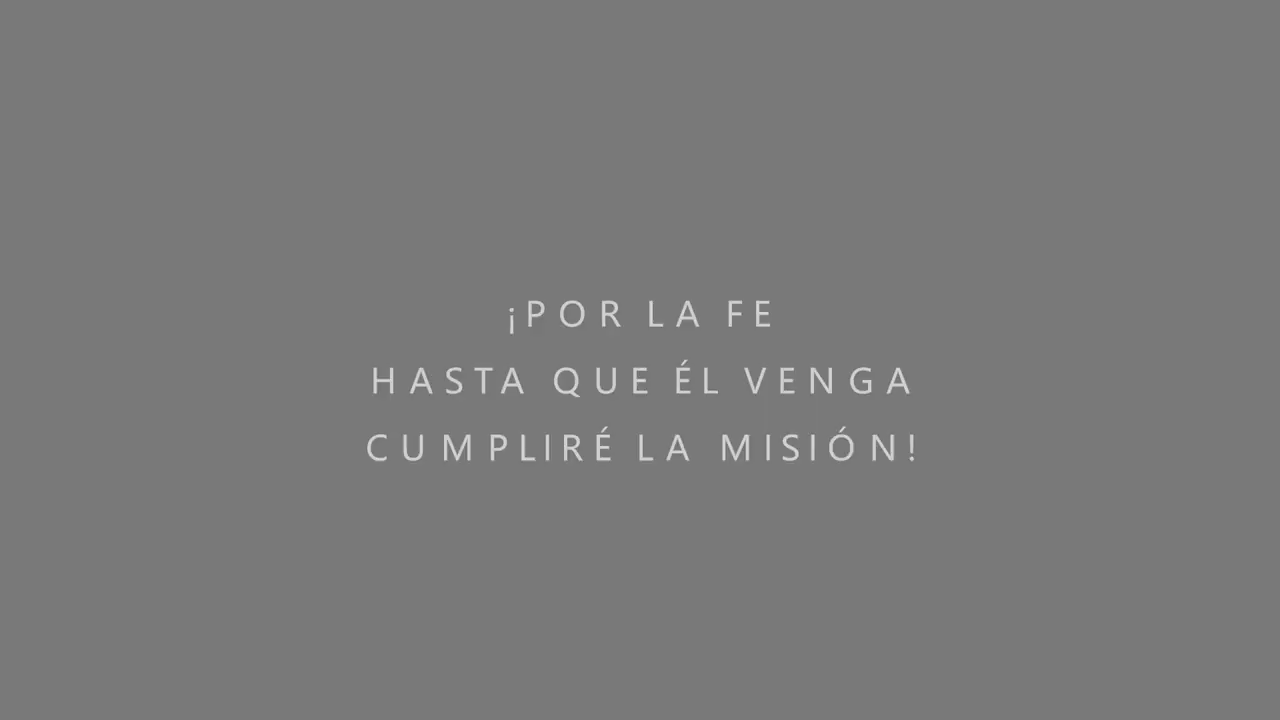 ¡POR LA FE
HASTA QUE ÉL VENGA
CUMPLIRÉ LA MISIÓN!